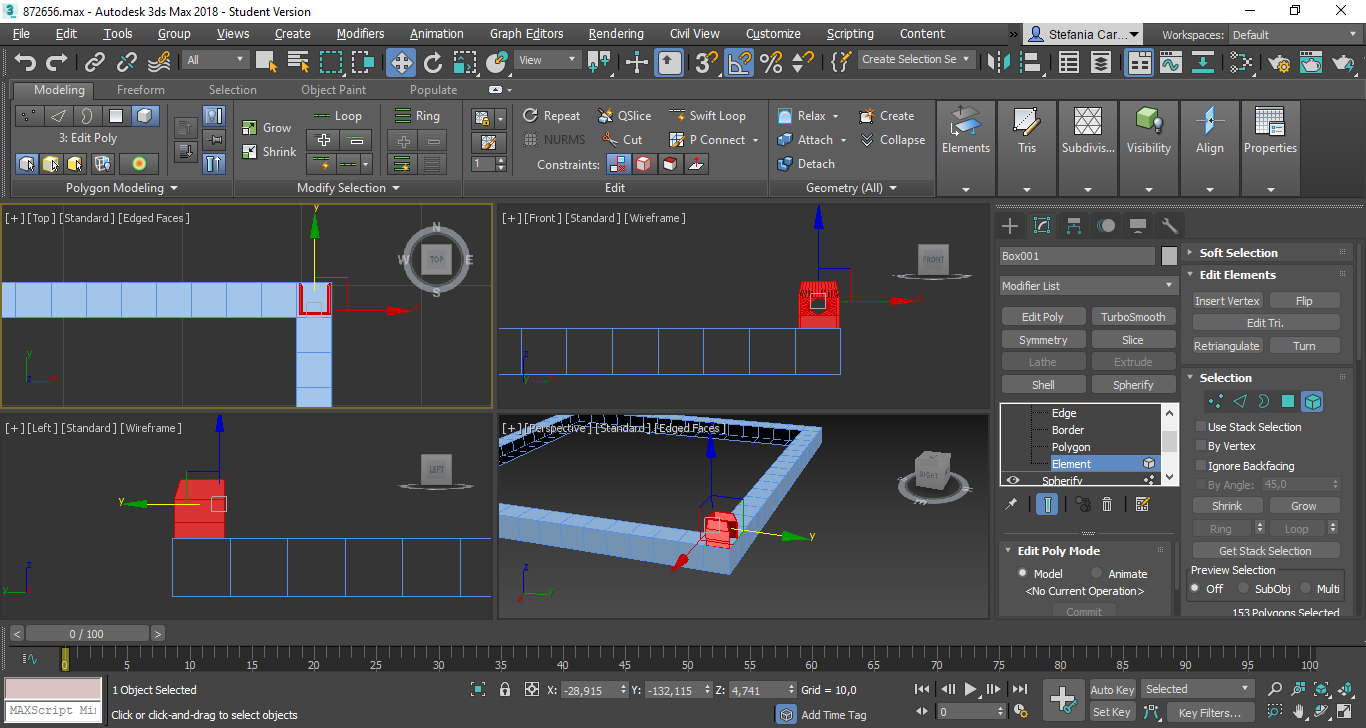 872656.max - Autodesk 3ds Max 2018 - Student Version
File Edit Tools Group Views Create Modifiers Animation Graph Editors Rendering Civil View Customize Scripting Content » Stefania Car... Workspaces: Default
All View Create Selection Se
Modeling Freeform Selection Object Paint Populate
Loop Ring Repeat QSlice Swift Loop Relax Create
3: Edit Poly Grow NURMS Cut P Connect Attach Collapse Elements Tris Subdivis... Visibility Align Properties
Shrink 1 Constraints: Detach
Polygon Modeling Modify Selection Edit Geometry (All)
[+] [Top] [Standard] [Edged Faces]
y
N
W TOP E
S
x
y
z x
[+] [Front] [Standard] [Wireframe]
FRONT
x
z
y x
[+] [Left] [Standard] [Wireframe]
LEFT
y
z
y
[+] [Perspective] [Standard] [Edged Faces]
RIGHT
y
z
y
x
Box001
Modifier List
Edit Poly TurboSmooth
Symmetry Slice
Lathe Extrude
Shell Spherify
Edge
Border
Polygon
Element
Spherify
Edit Poly Mode
Model Animate
<No Current Operation>
Commit
Soft Selection
Edit Elements
Insert Vertex Flip
Edit Tri.
Retriangulate Turn
Selection
Use Stack Selection
By Vertex
Ignore Backfacing
By Angle: 45,0
Shrink Grow
Ring Loop
Get Stack Selection
Preview Selection
Off SubObj Multi
153 Polygons Selected
< 0 / 100 >
0 5 10 15 20 25 30 35 40 45 50 55 60 65 70 75 80 85 90 95 100
1 Object Selected X: -28,915 Y: -132,115 Z: 4,741 Grid = 10,0 Auto Key Selected
MAXScript Mi Click or click-and-drag to select objects Add Time Tag 0 Set Key Key Filters...